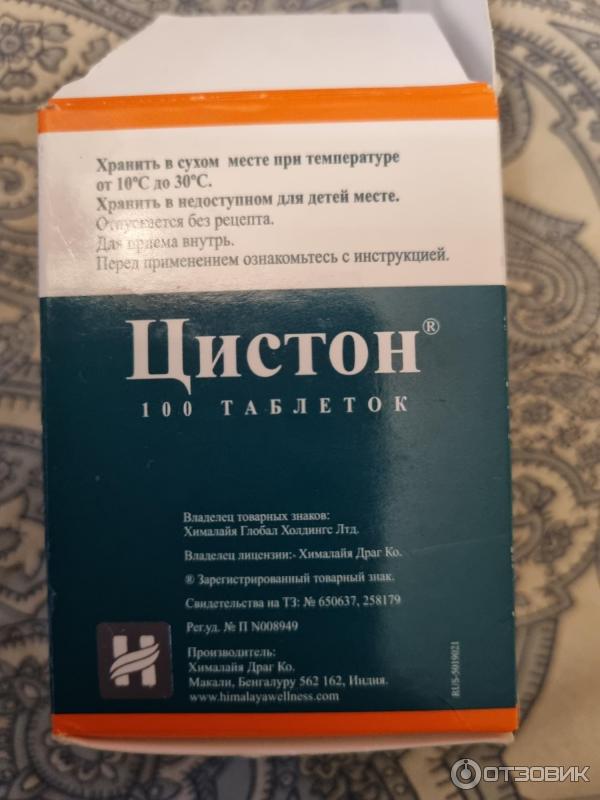 Хранить в сухом месте при температуре
от 10°С до 30°С.
Хранить в недоступном для детей месте.
Отпускается без рецепта.
Для приема внутрь.
Перед применением ознакомьтесь с инструкцией.
Цистон®
100 ТАБЛЕТОК
Владелец товарных знаков:
Хималайя Глобал Холдингс Лтд.
Владелец лицензии:- Хималайя Драг Ко.
® Зарегистрированный товарный знак.
Свидетельства на ТЗ: № 650637, 258179
Рег.уд. № П N008949
Производитель:
Хималайя Драг Ко.
Макали, Бенгалуру 562 162, Индия.
www.himalayawellness.com
RUS-5019021
ОТЗОВИК